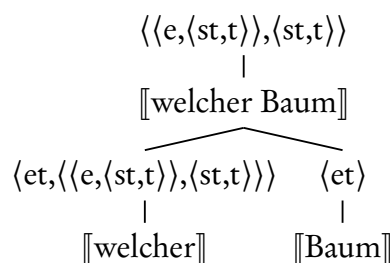 ⟨⟨e,⟨st,t⟩⟩,⟨st,t⟩⟩
⟦welcher Baum⟧
⟨et,⟨⟨e,⟨st,t⟩⟩,⟨st,t⟩⟩⟩ ⟨et⟩
⟦welcher⟧ ⟦Baum⟧